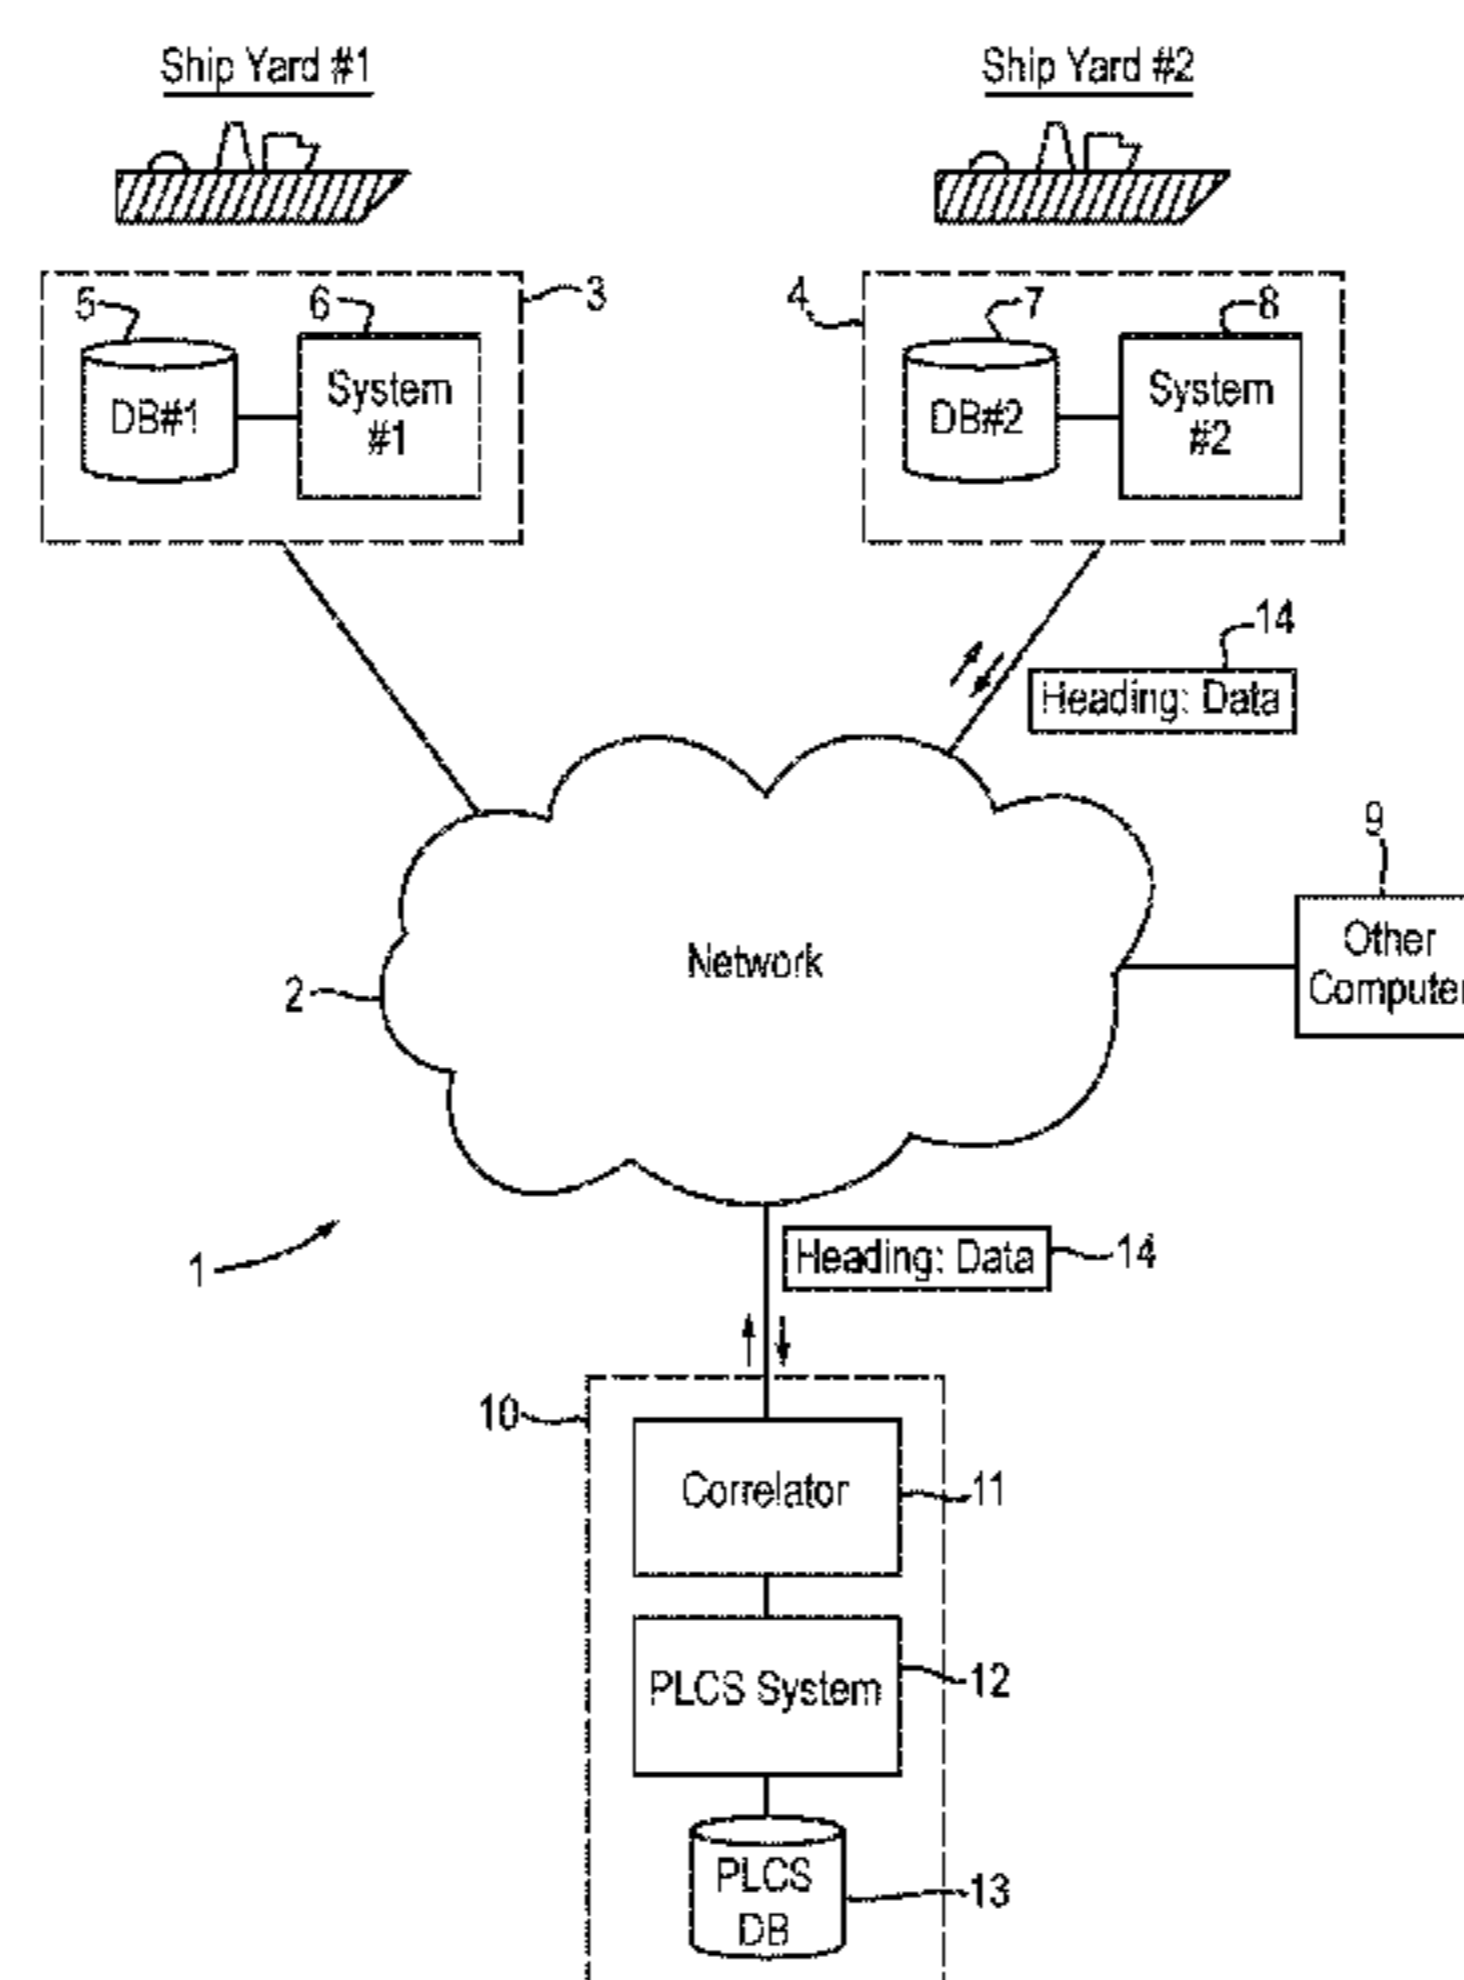 Ship Yard #1
Ship Yard #2
5
6
3
4
7
8
DB#1
System
#1
DB#2
System
#2
14
Heading: Data
9
Network
Other
Computer
2
1
Heading: Data
14
10
Correlator
11
PLCS System
12
PLCS
DB
13